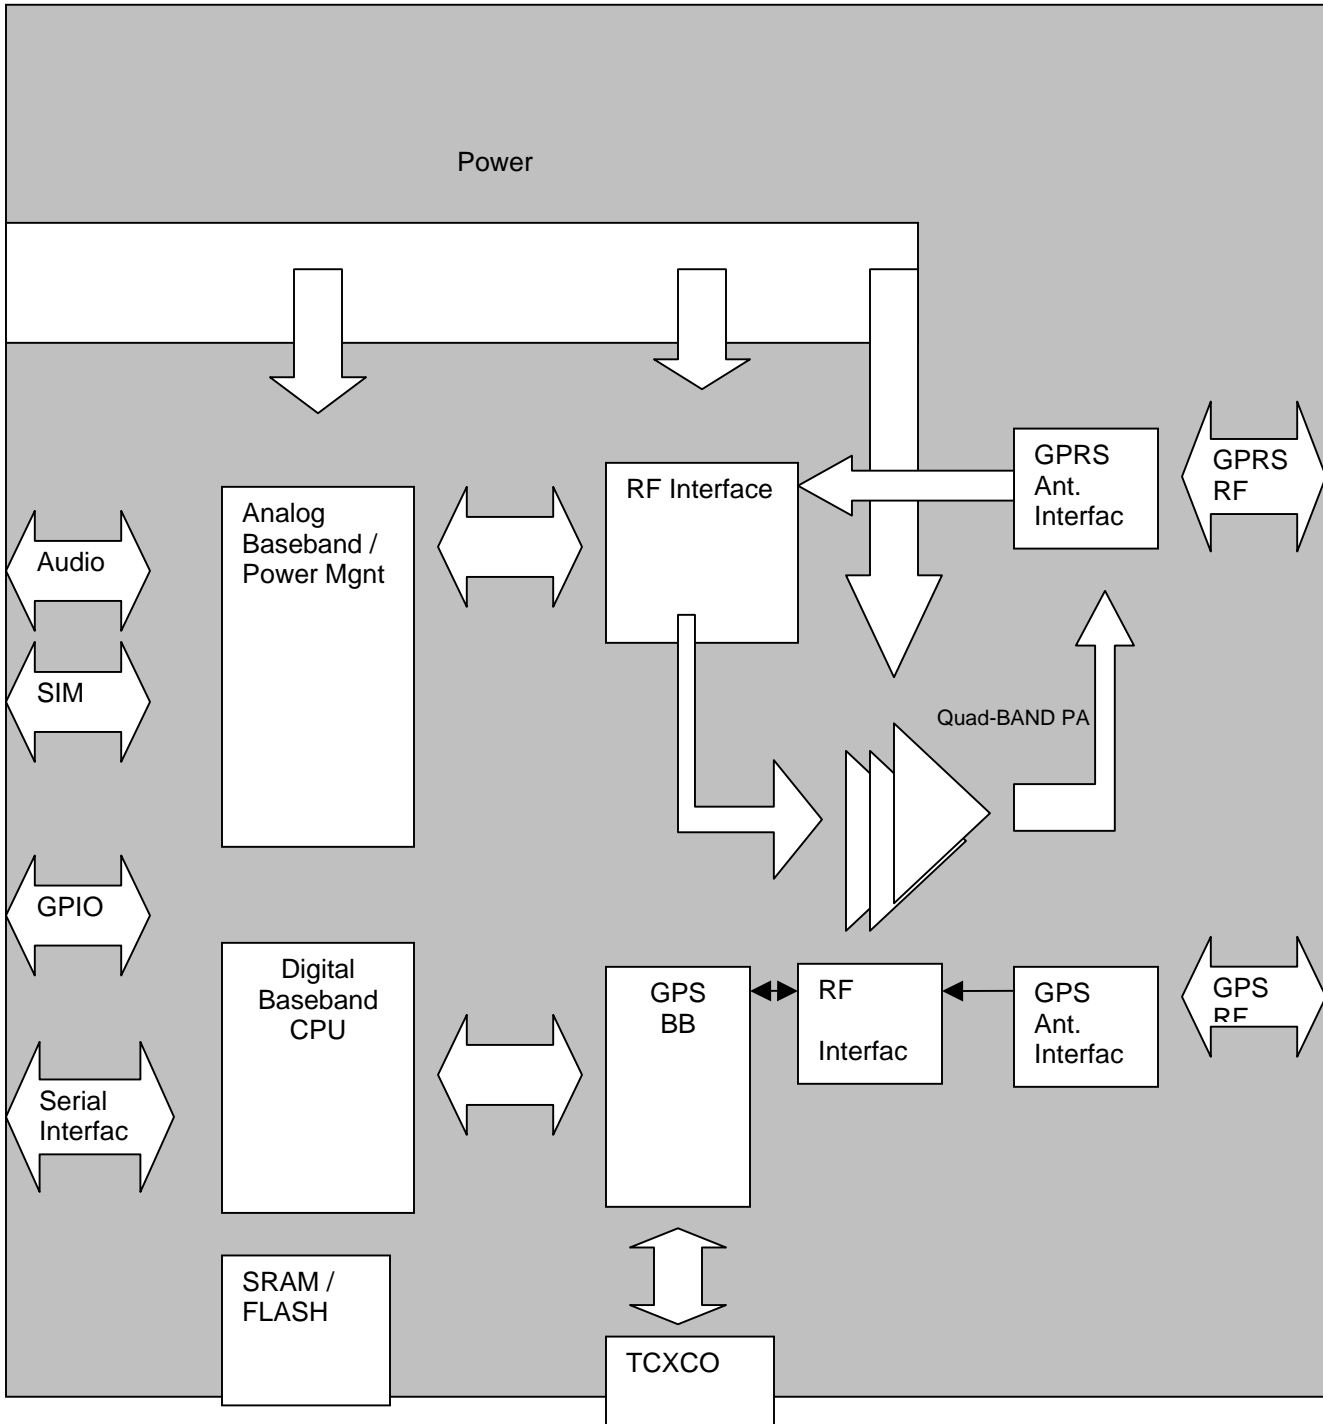 Power
GPRS
Ant.
Interfac
GPRS
RF
RF Interface
Analog
Baseband /
Power Mgnt
Audio
SIM
Quad-BAND PA
GPIO
Digital
Baseband
CPU
GPS
BB
RF
Interfac
GPS
Ant.
Interfac
GPS
RF
Serial
Interfac
SRAM /
FLASH
TCXCO